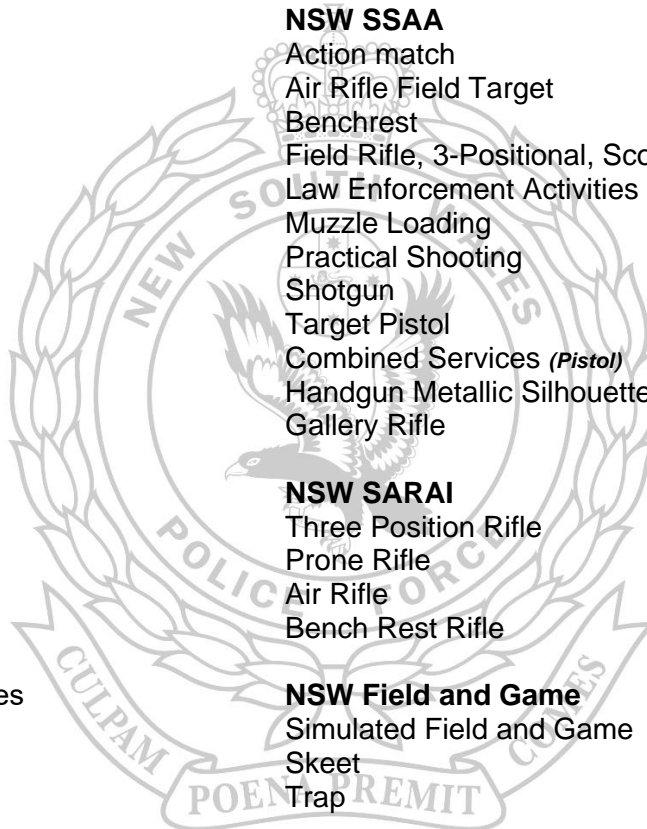 NSW SSAA
Action match
Air Rifle Field Target
Benchrest
Field Rifle, 3-Positional, Sco
Law Enforcement Activities
Muzzle Loading
Practical Shooting
Shotgun
Target Pistol
Combined Services (Pistol)
Handgun Metallic Silhouette
Gallery Rifle
NSW SARAI
Three Position Rifle
Prone Rifle
Air Rifle
Bench Rest Rifle
es
NSW Field and Game
Simulated Field and Game
Skeet
Trap
NEW SOUTH WALES
POLICE FORCE
CULPAM POENA PREMIT COMES